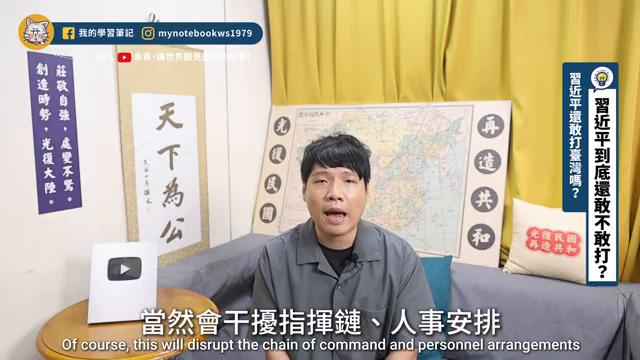 我的學習筆記 mynotebookws1979
莊敬自強，處變不驚。
創造時勢，光復大陸。
天下為公
光復民國
再造共和
習近平到底還敢不敢打？
習近平還敢打臺灣嗎？
光復民國
再造共和
當然會干擾指揮鏈、人事安排
Of course, this will disrupt the chain of command and personnel arrangements